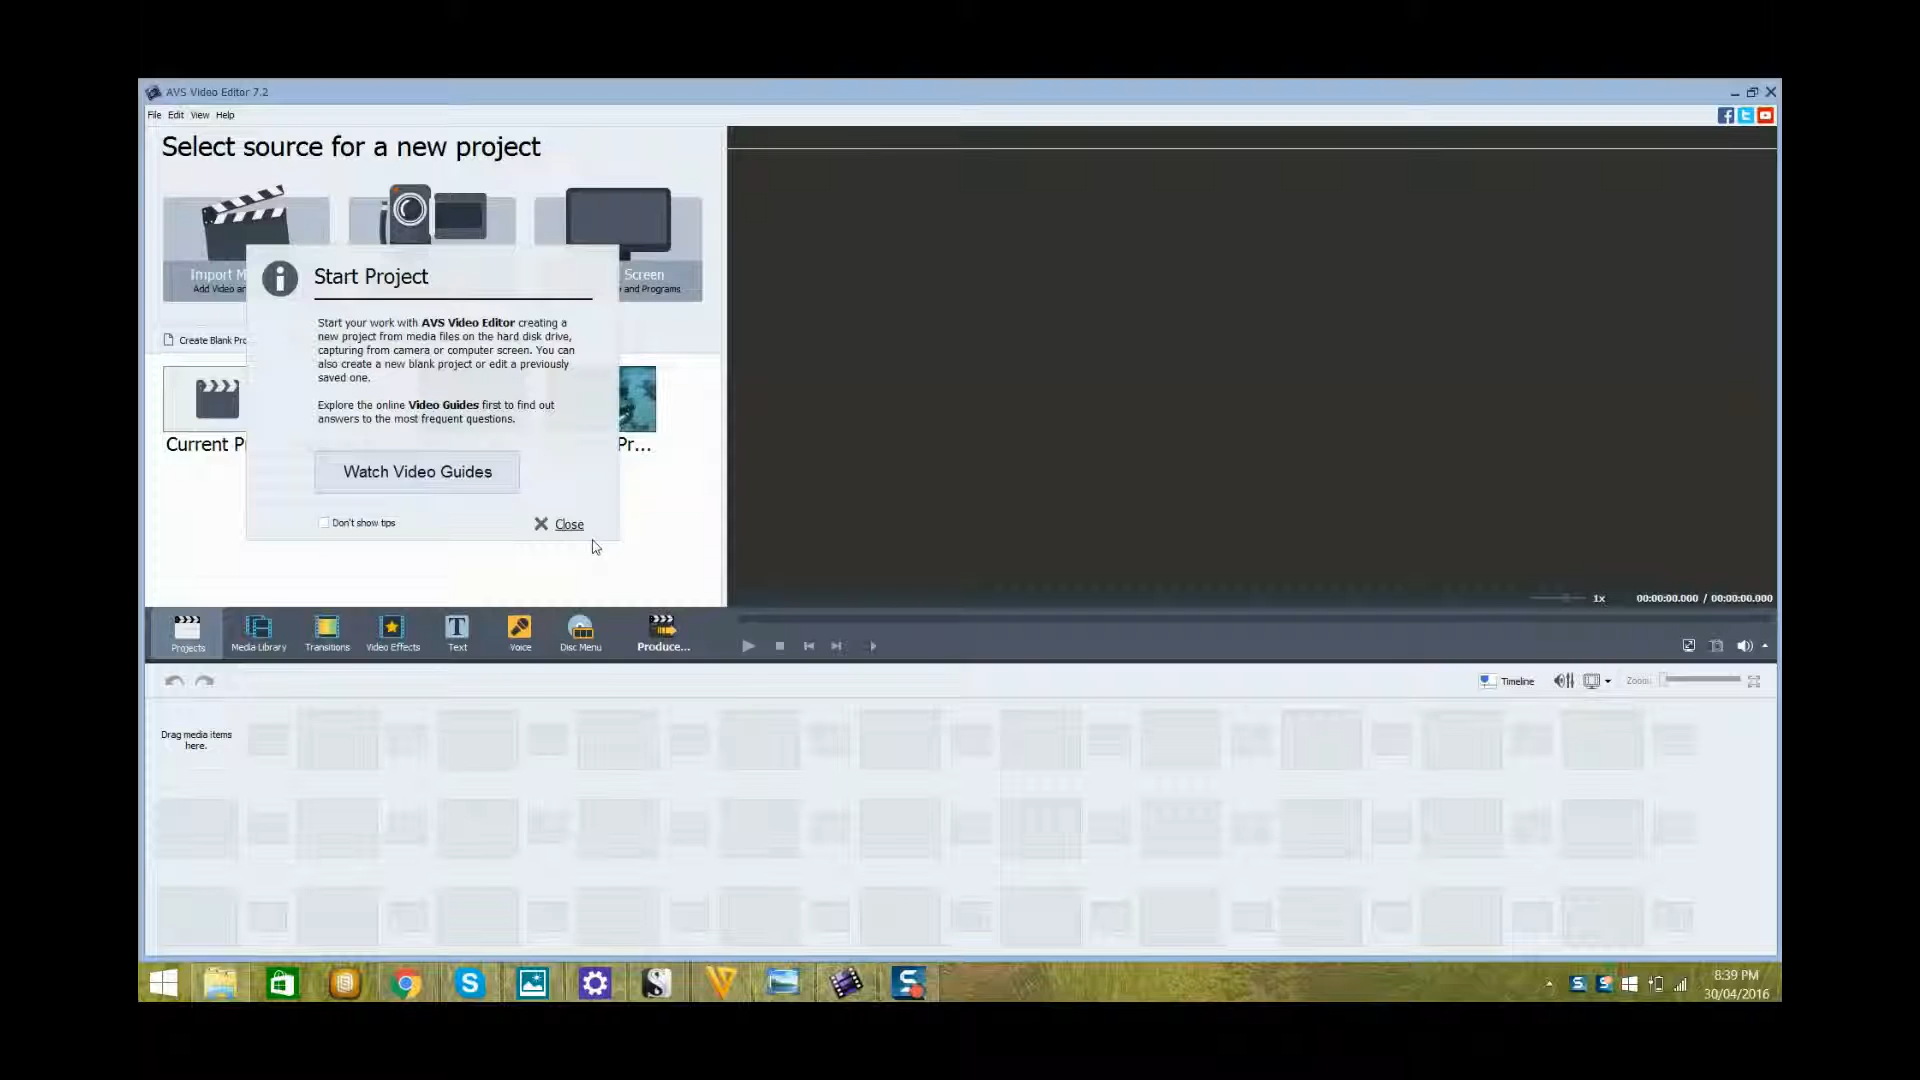 AVS Video Editor 7.2
File Edit View Help
Select source for a new project
Import M
Add Video an
Screen
and Programs
Create Blank Pro
Start Project
Start your work with AVS Video Editor creating a
new project from media files on the hard disk drive,
capturing from camera or computer screen. You can
also create a new blank project or edit a previously
saved one.
Explore the online Video Guides first to find out
answers to the most frequent questions.
Watch Video Guides
Don't show tips
Close
Current P
Pr...
1x
00:00:00.000 / 00:00:00.000
Projects
Media Library
Transitions
Video Effects
Text
Voice
Disc Menu
Produce...
Timeline
Zoom:
Drag media items
here.
8:39 PM
30/04/2016